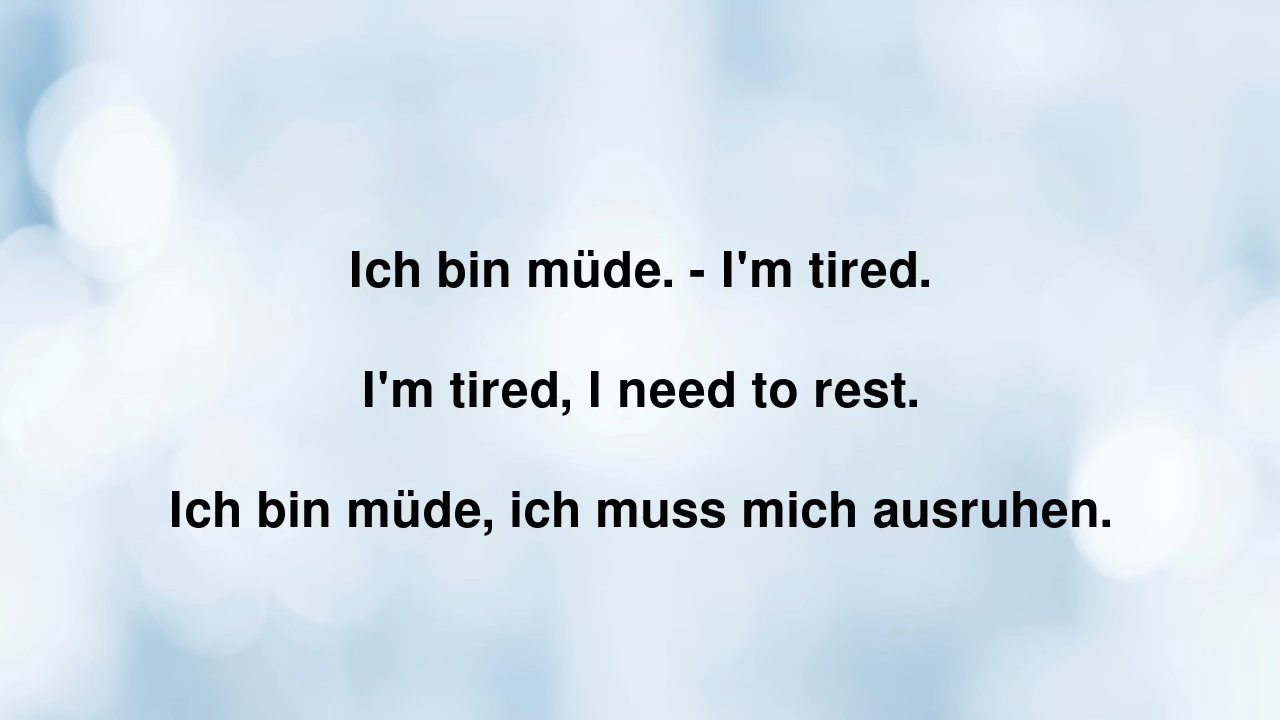 Ich bin müde. - I'm tired.
I'm tired, I need to rest.
Ich bin müde, ich muss mich ausruhen.